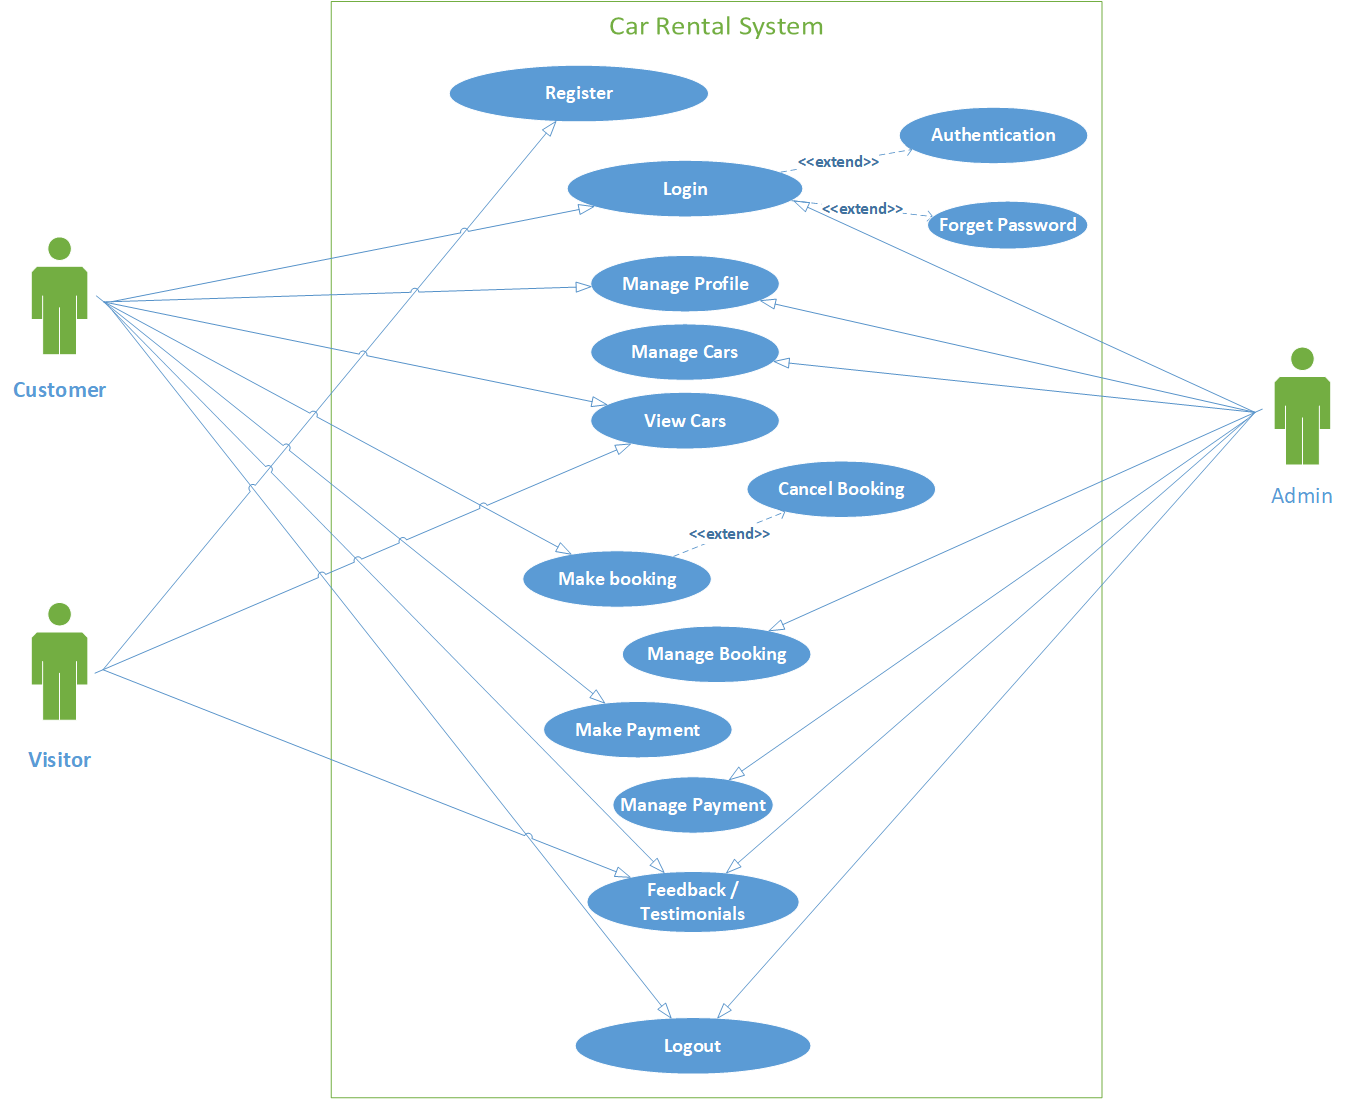 Car Rental System
Register
Authentication
<<extend>>
Login
<<extend>>
Forget Password
Manage Profile
Manage Cars
Customer
View Cars
Cancel Booking
Admin
<<extend>>
Make booking
Manage Booking
Make Payment
Visitor
Manage Payment
Feedback /
Testimonials
Logout